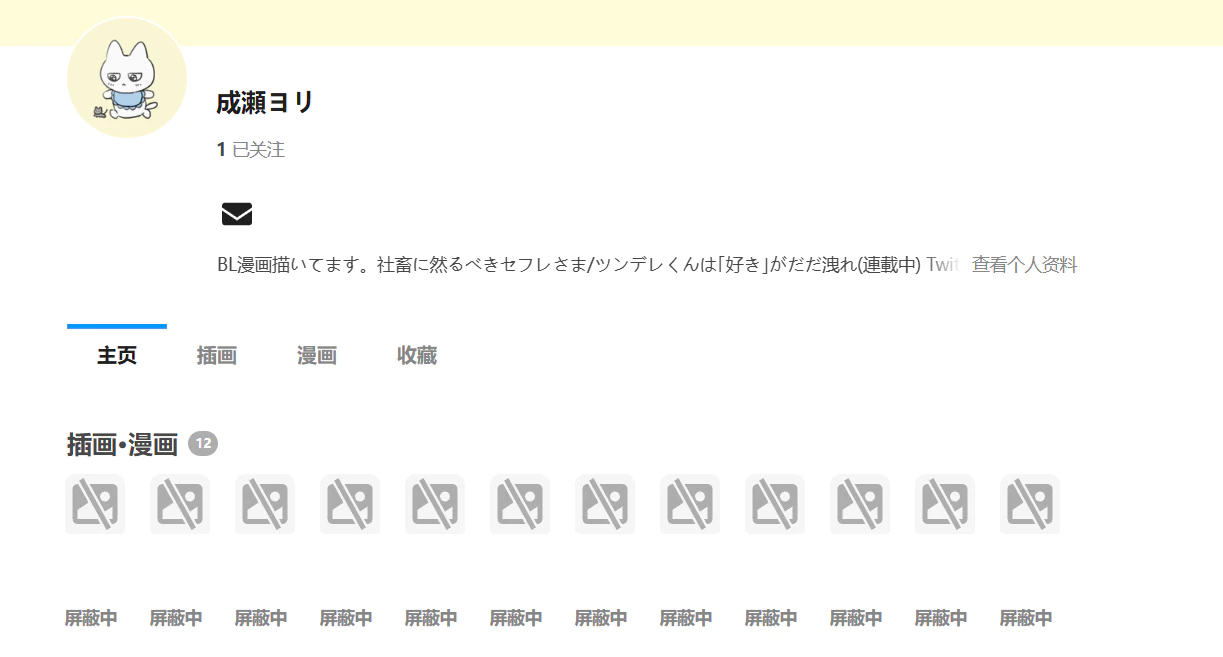 成瀬ヨリ
1 已关注
BL漫画描いてます。社畜に然るべきセフレさま/ツンデレくんは｢好き｣がだだ洩れ(連載中) Twit 查看个人资料
主页 插画 漫画 收藏
插画•漫画 12
屏蔽中 屏蔽中 屏蔽中 屏蔽中 屏蔽中 屏蔽中 屏蔽中 屏蔽中 屏蔽中 屏蔽中 屏蔽中 屏蔽中